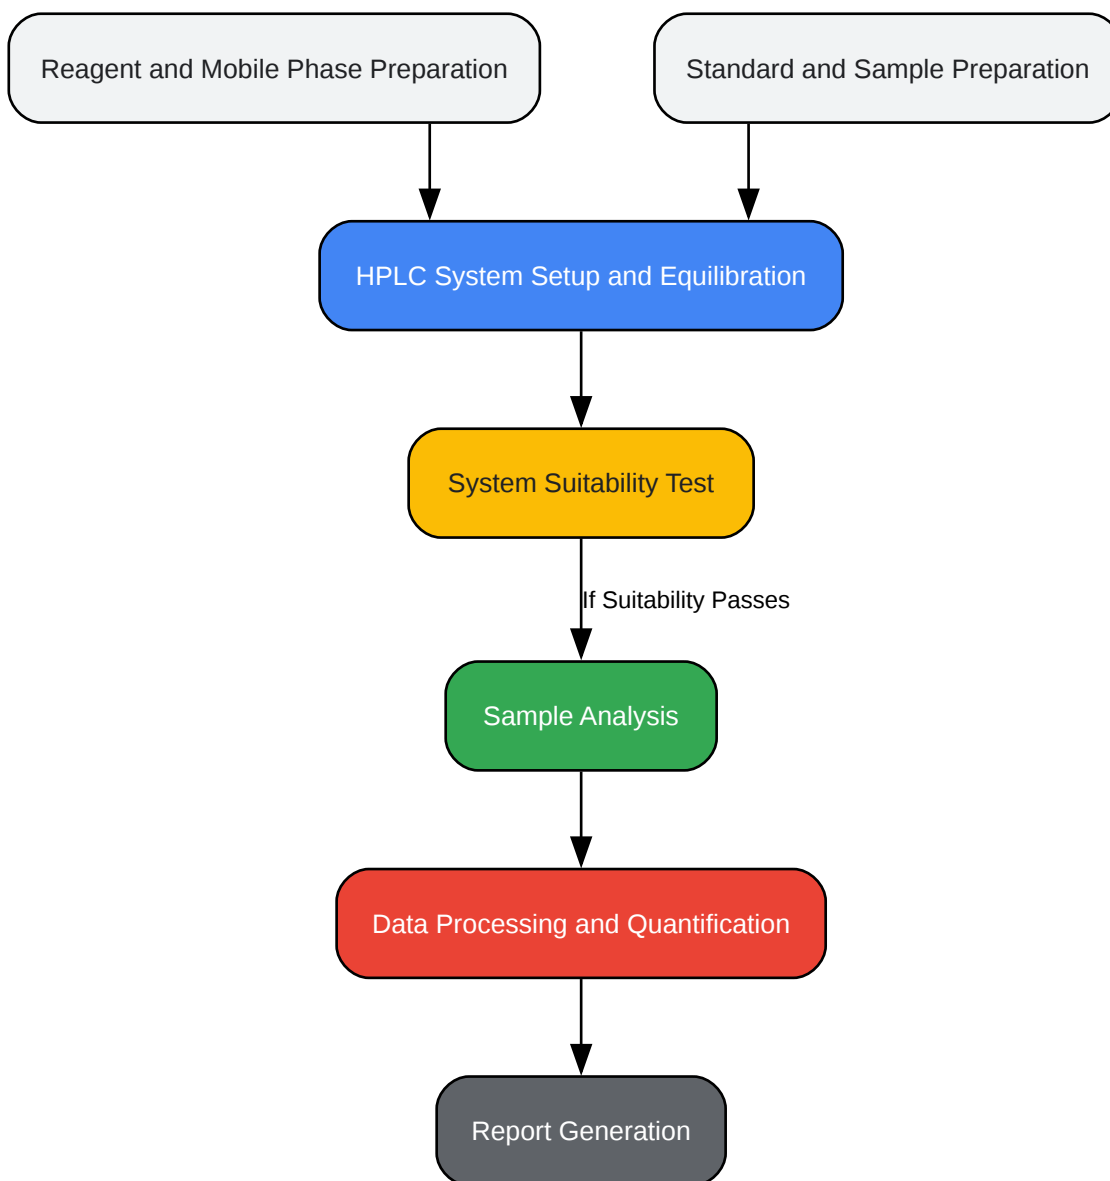 Reagent and Mobile Phase Preparation
Standard and Sample Preparation
HPLC System Setup and Equilibration
System Suitability Test
If Suitability Passes
Sample Analysis
Data Processing and Quantification
Report Generation